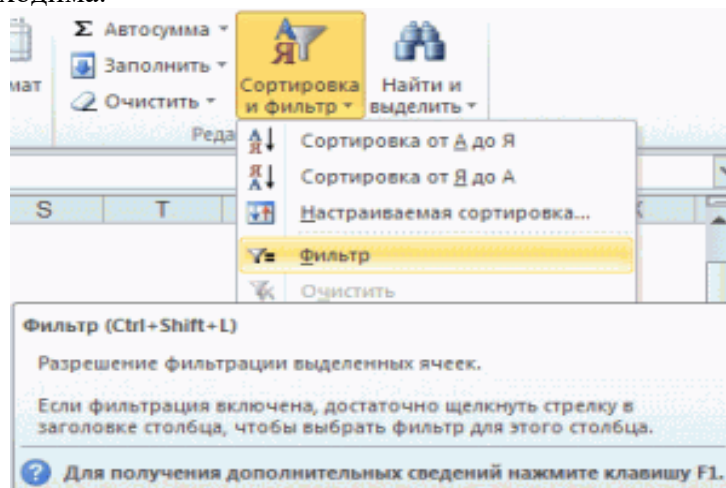 ходима.
Σ Автосумма
Заполнить
мат
Очистить
Сортировка
и фильтр
Найти и
выделить
Реда
Сортировка от А до Я
Сортировка от Я до А
S T
Настраиваемая сортировка...
Фильтр
Очистить
Фильтр (Ctrl+Shift+L)
Разрешение фильтрации выделенных ячеек.
Если фильтрация включена, достаточно щелкнуть стрелку в
заголовке столбца, чтобы выбрать фильтр для этого столбца.
Для получения дополнительных сведений нажмите клавишу F1.